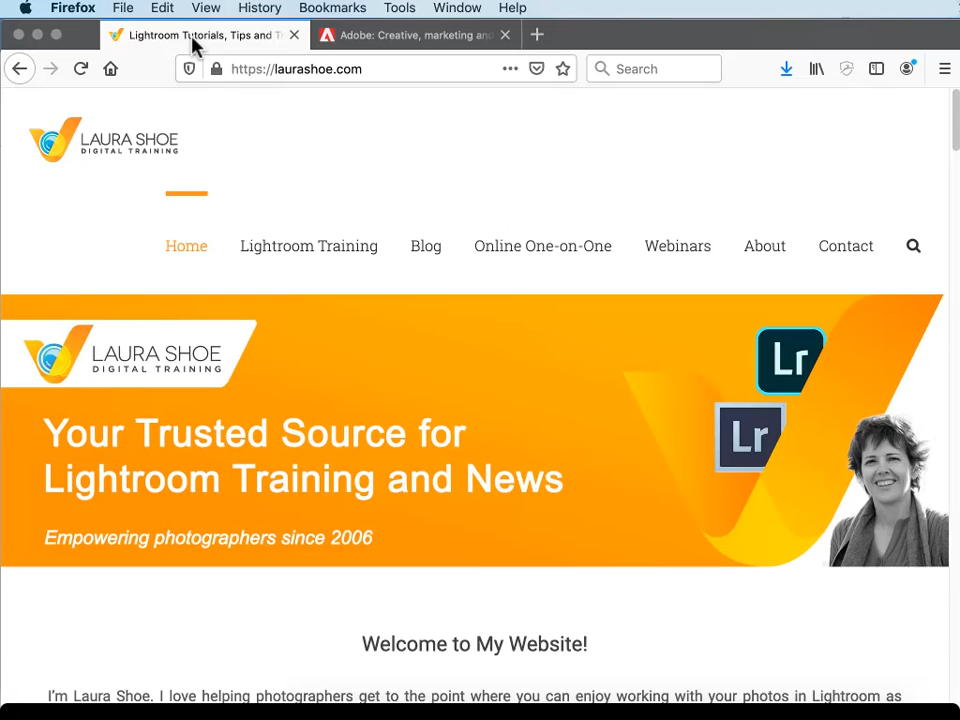 Firefox File Edit View History Bookmarks Tools Window Help
Lightroom Tutorials, Tips and T Adobe: Creative, marketing and
https://laurashoe.com Search
LAURA SHOE
DIGITAL TRAINING
Home Lightroom Training Blog Online One-on-One Webinars About Contact
LAURA SHOE
DIGITAL TRAINING
Lr
Lr
Your Trusted Source for
Lightroom Training and News
Empowering photographers since 2006
Welcome to My Website!
I'm Laura Shoe. I love helping photographers get to the point where you can enjoy working with your photos in Lightroom as